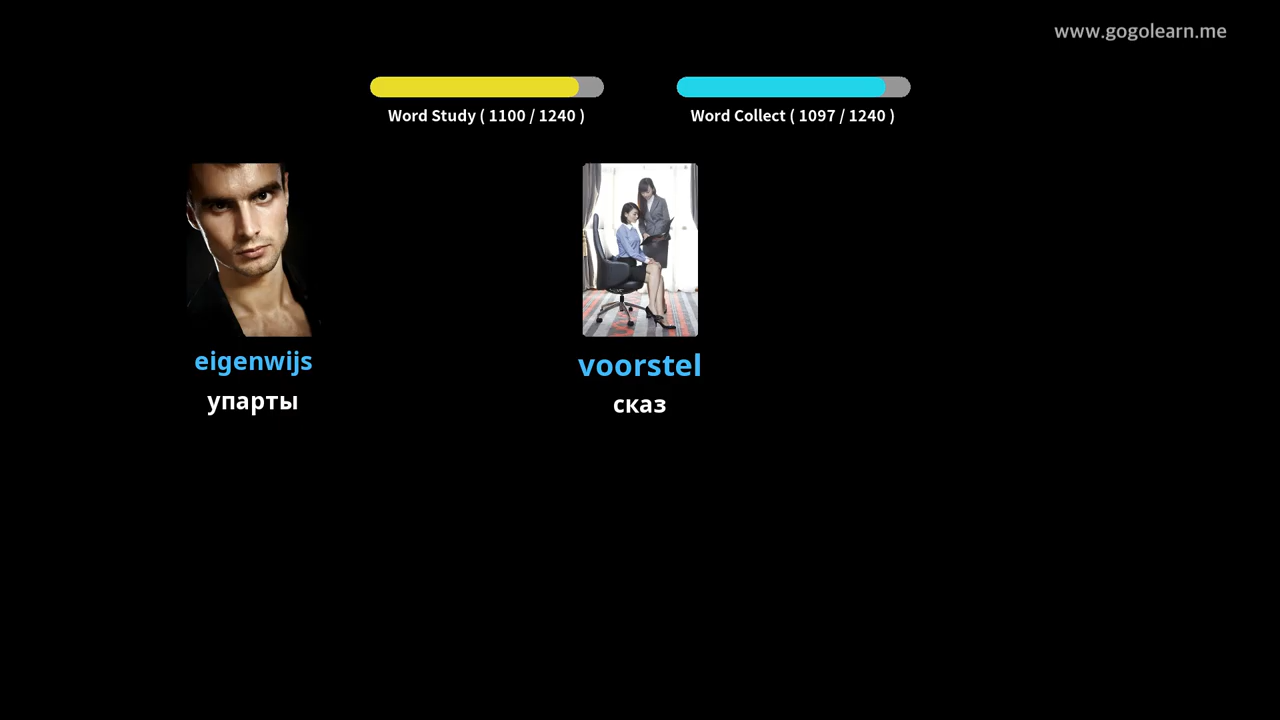 www.gogolearn.me
Word Study ( 1100 / 1240 )
Word Collect ( 1097 / 1240 )
eigenwijs
упарты
voorstel
сказ